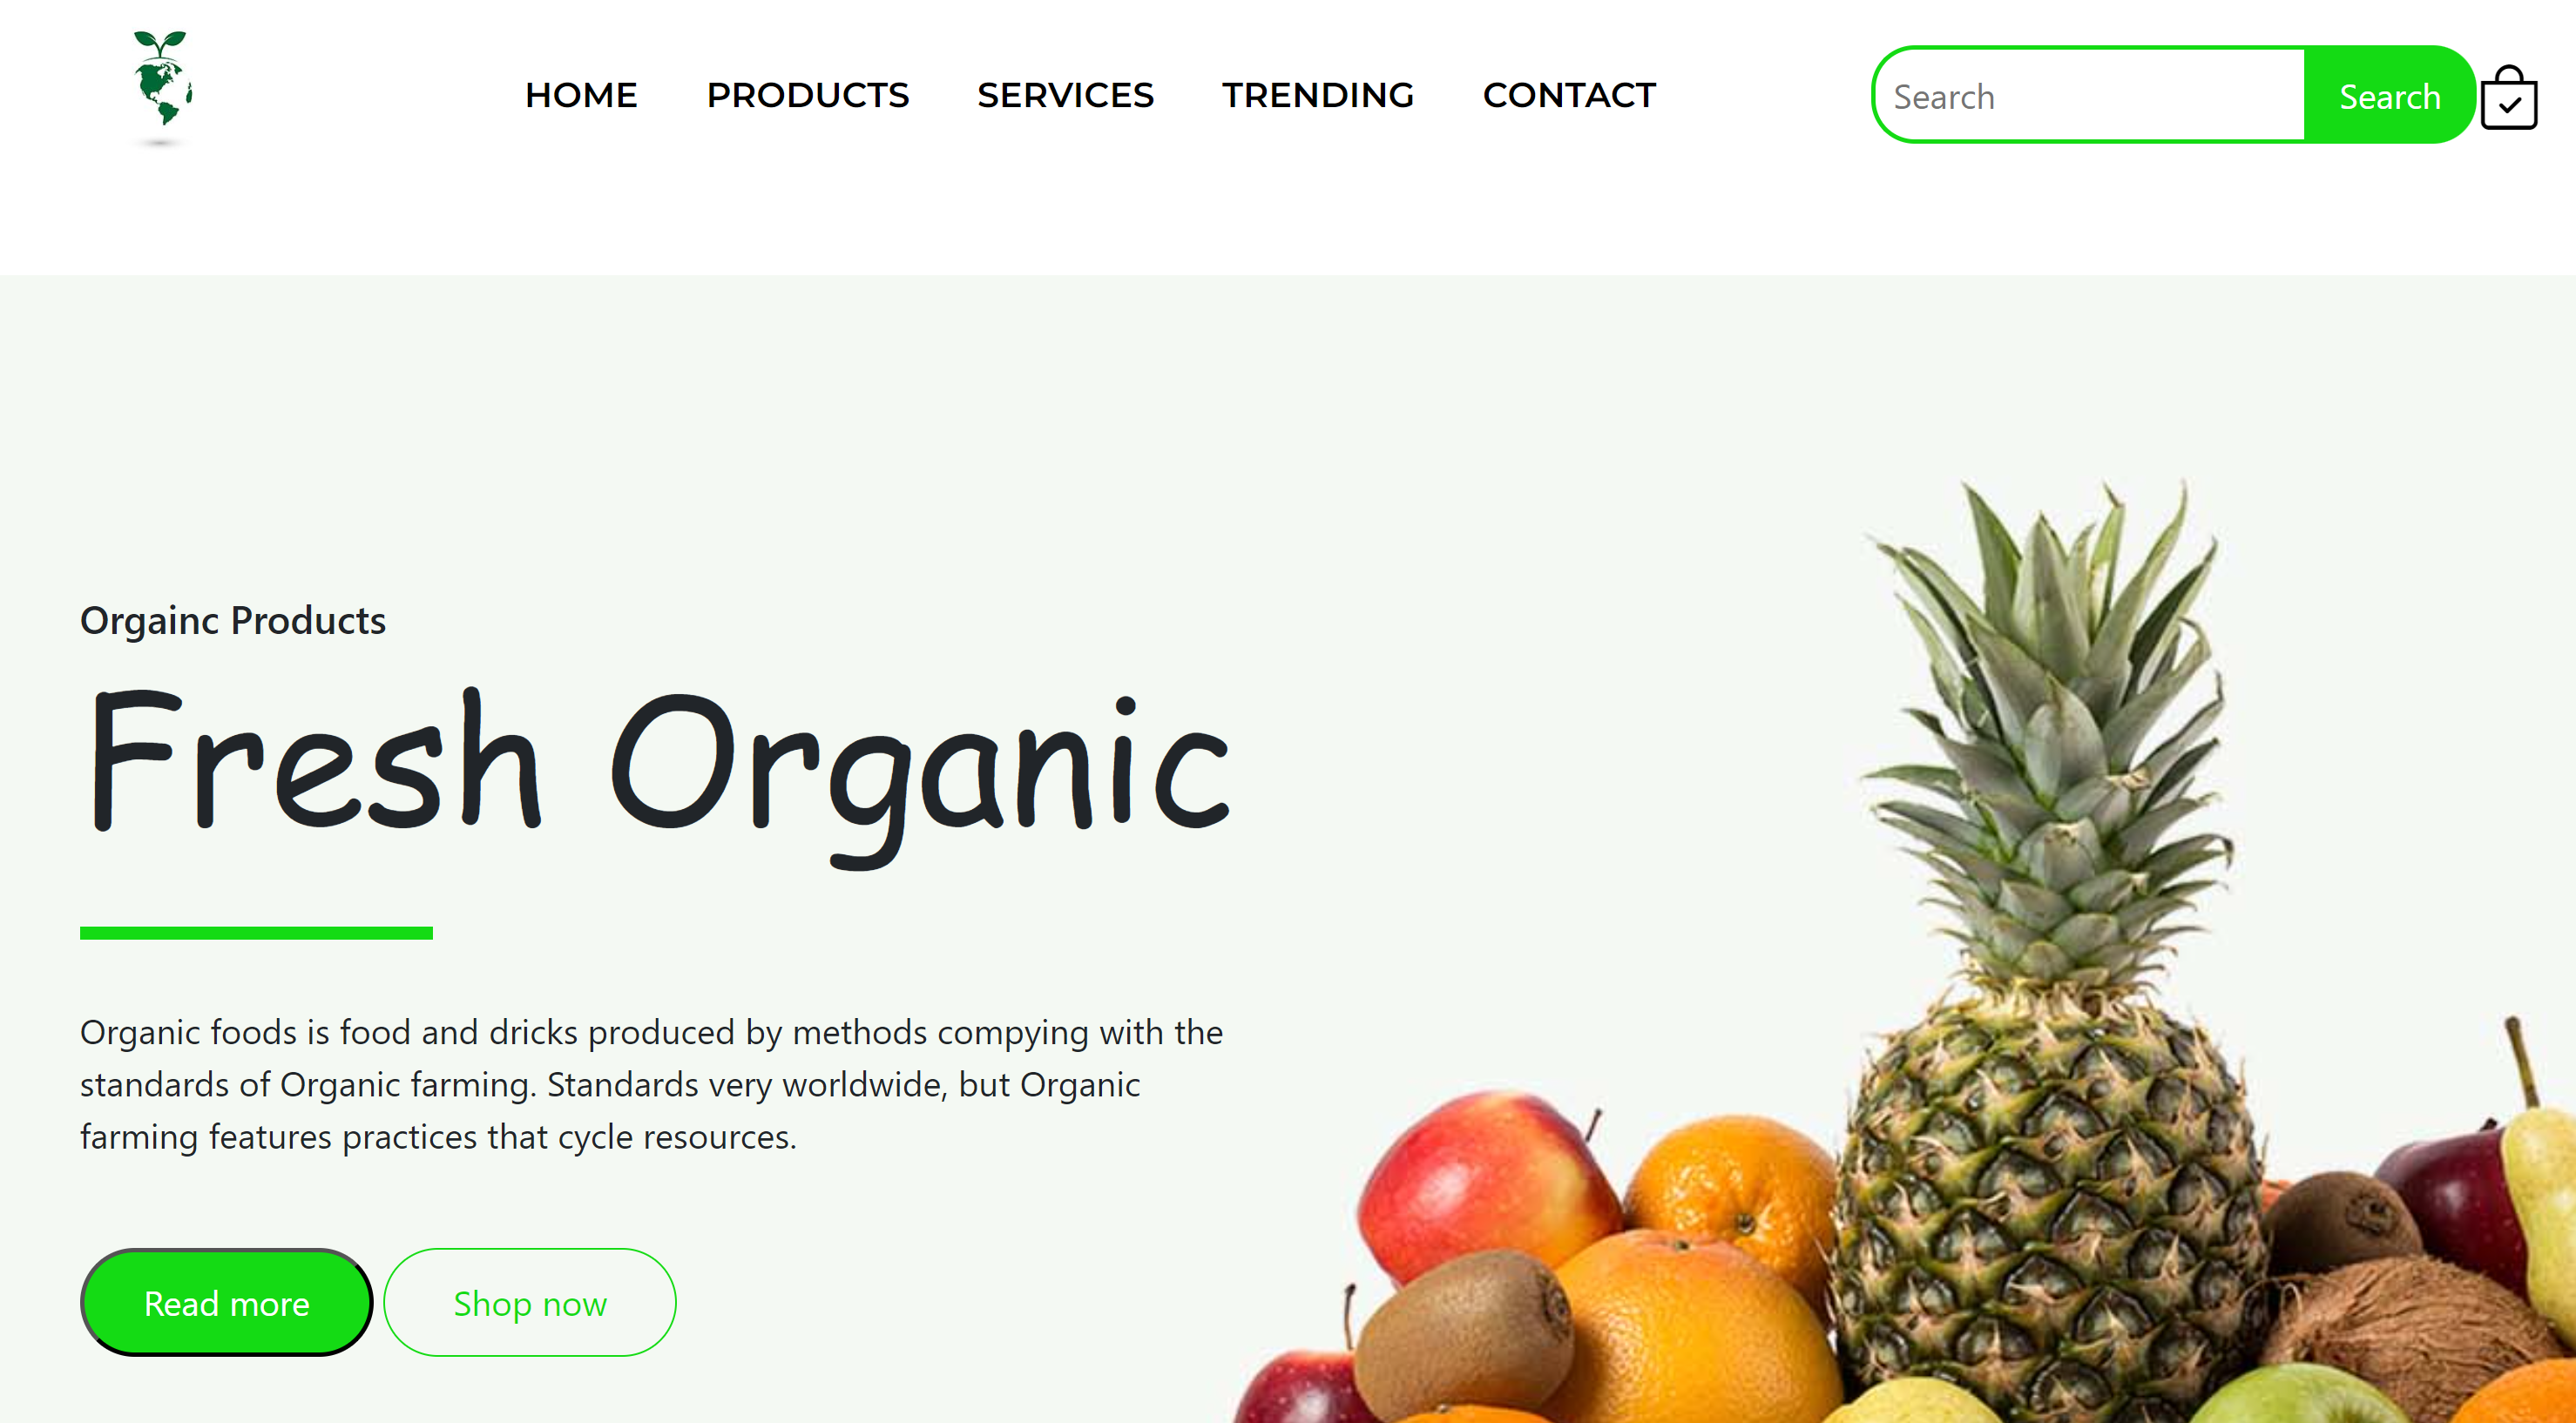 HOME PRODUCTS SERVICES TRENDING CONTACT Search Search
Orgainc Products
Fresh Organic
Organic foods is food and dricks produced by methods compying with the
standards of Organic farming. Standards very worldwide, but Organic
farming features practices that cycle resources.
Read more Shop now